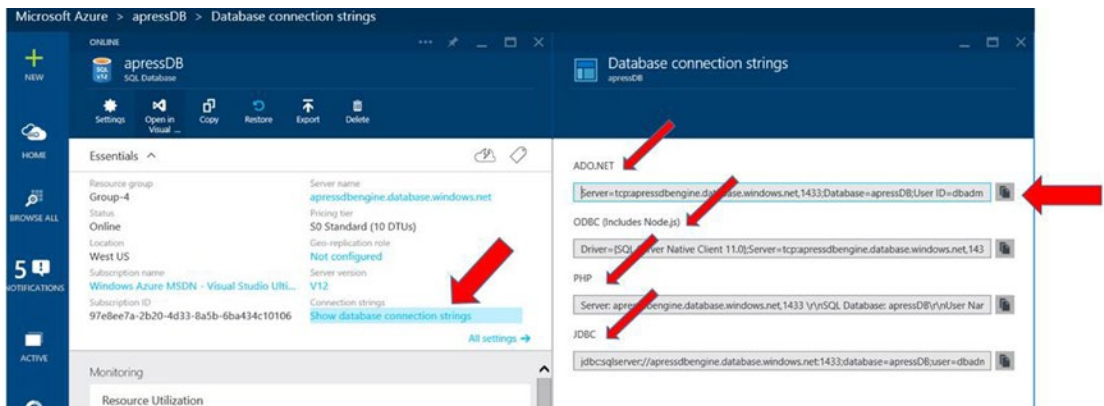 Microsoft Azure > apressDB > Database connection strings
NEW
HOME
BROWSE ALL
5
NOTIFICATIONS
ACTIVE
ONLINE
apressDB
SQL Database
Settings
Open in Visual ...
Copy
Restore
Export
Delete
Essentials
Resource group
Group-4
Status
Online
Location
West US
Subscription name
Windows Azure MSDN - Visual Studio Ulti...
Subscription ID
97e8ee7a-2b20-4d33-8a5b-6ba434c10106
Server name
apressdbengine.database.windows.net
Pricing tier
S0 Standard (10 DTUs)
Geo-replication role
Not configured
Server version
V12
Connection strings
Show database connection strings
All settings →
Monitoring
Resource Utilization
Database connection strings
apressDB
ADO.NET
Server=tcp:apressdbengine.database.windows.net,1433;Database=apressDB;User ID=dbadm
ODBC (Includes Node.js)
Driver={SQL Server Native Client 11.0};Server=tcp:apressdbengine.database.windows.net,143
PHP
Server: apressdbengine.database.windows.net,1433 \r\nSQL Database: apressDB\r\nUser Nar
JDBC
jdbc:sqlserver://apressdbengine.database.windows.net:1433;database=apressDB;user=dbadn